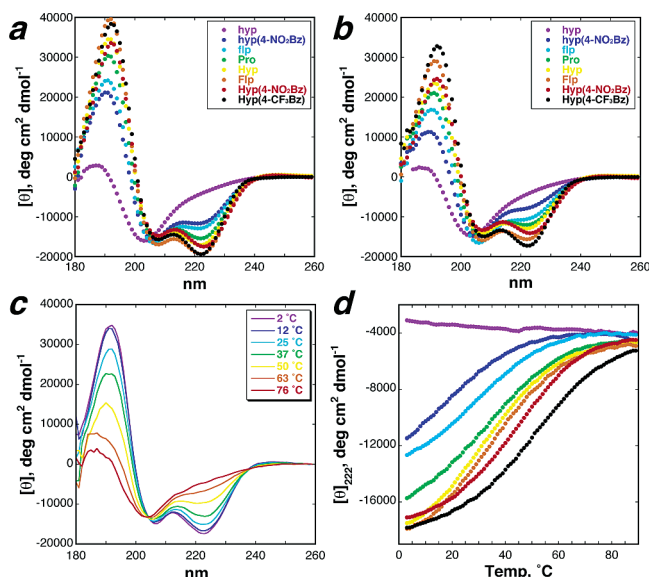 a
[θ], deg cm² dmol⁻¹
40000
30000
20000
10000
0
-10000
-20000
180 200 220 240 260
nm
hyp
hyp(4-NO₂Bz)
flp
Pro
Hyp
Flp
Hyp(4-NO₂Bz)
Hyp(4-CF₃Bz)
b
[θ], deg cm² dmol⁻¹
40000
30000
20000
10000
0
-10000
-20000
180 200 220 240 260
nm
hyp
hyp(4-NO₂Bz)
flp
Pro
Hyp
Flp
Hyp(4-NO₂Bz)
Hyp(4-CF₃Bz)
c
[θ], deg cm² dmol⁻¹
40000
30000
20000
10000
0
-10000
-20000
180 200 220 240 260
nm
2 ˚C
12 ˚C
25 ˚C
37 ˚C
50 ˚C
63 ˚C
76 ˚C
d
[θ]₂₂₂, deg cm² dmol⁻¹
-4000
-8000
-12000
-16000
0 20 40 60 80
Temp, ˚C